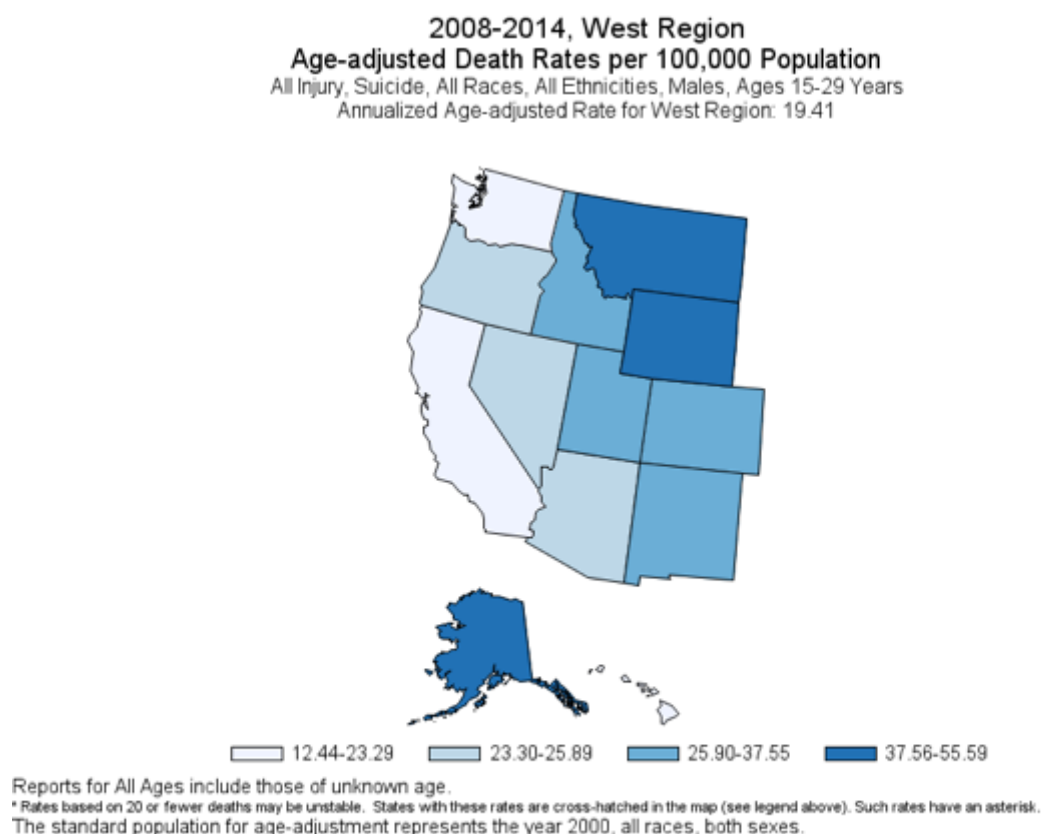 2008-2014, West Region
Age-adjusted Death Rates per 100,000 Population
All Injury, Suicide, All Races, All Ethnicities, Males, Ages 15-29 Years
Annualized Age-adjusted Rate for West Region: 19.41
12.44-23.29 23.30-25.89 25.90-37.55 37.56-55.59
Reports for All Ages include those of unknown age.
* Rates based on 20 or fewer deaths may be unstable. States with these rates are cross-hatched in the map (see legend above). Such rates have an asterisk.
The standard population for age-adjustment represents the year 2000, all races, both sexes.